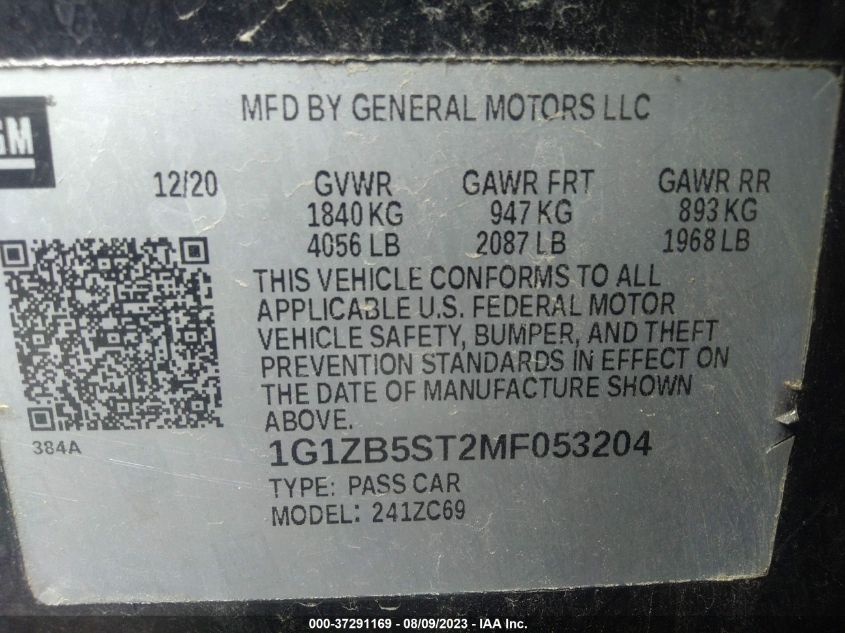 GM
MFD BY GENERAL MOTORS LLC
12/20 GVWR GAWR FRT GAWR RR
1840 KG 947 KG 893 KG
4056 LB 2087 LB 1968 LB
THIS VEHICLE CONFORMS TO ALL
APPLICABLE U.S. FEDERAL MOTOR
VEHICLE SAFETY, BUMPER, AND THEFT
PREVENTION STANDARDS IN EFFECT ON
THE DATE OF MANUFACTURE SHOWN
ABOVE.
384A
1G1ZB5ST2MF053204
TYPE: PASS CAR
MODEL: 241ZC69
000-37291169 - 08/09/2023 - IAA Inc.